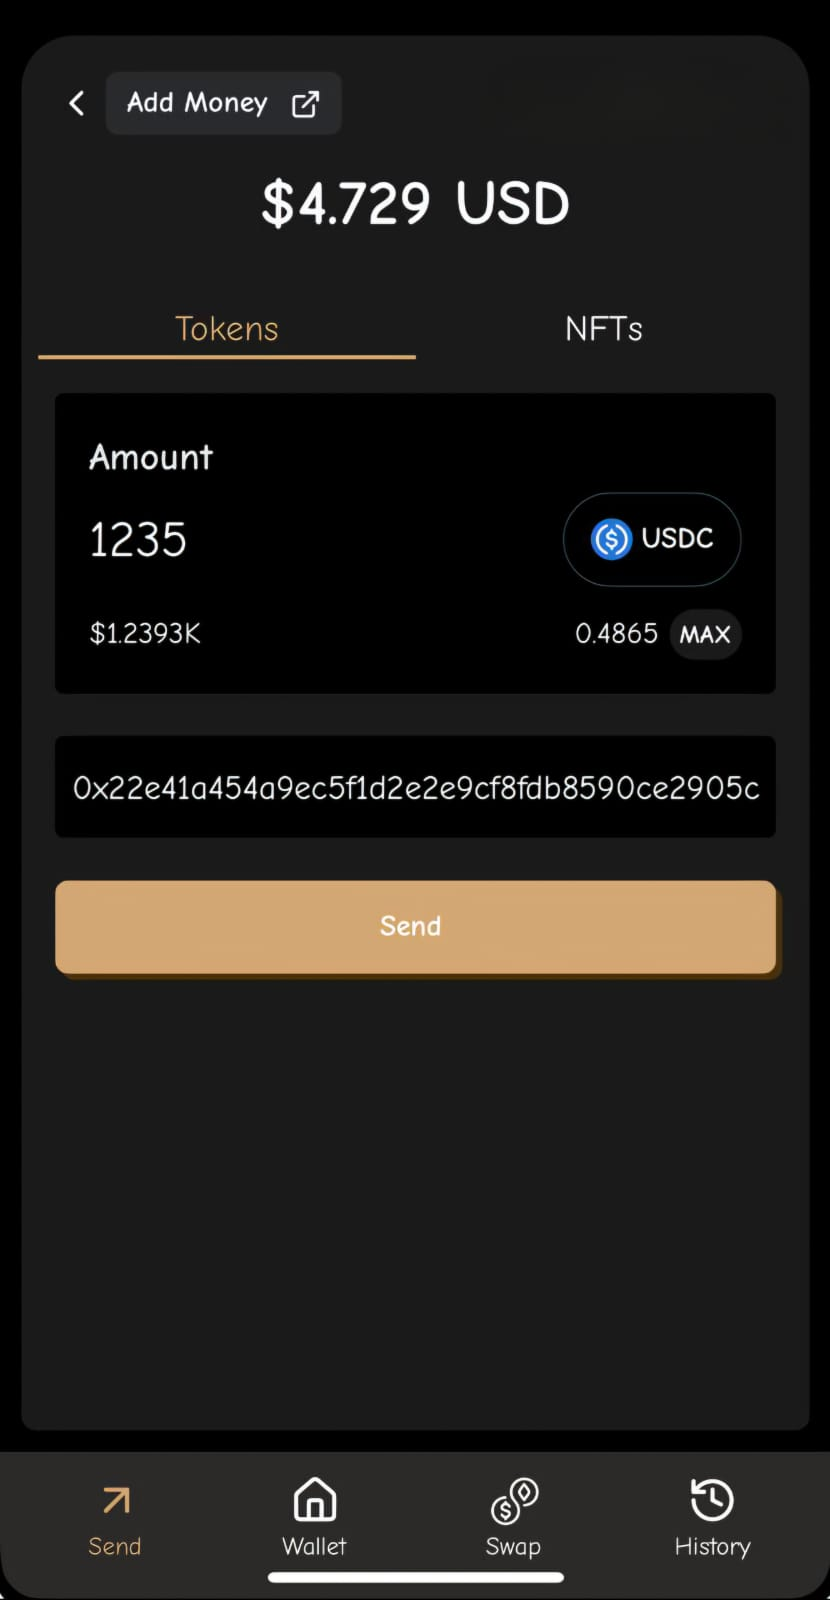 Add Money
$4.729 USD
Tokens NFTs
Amount
1235 USDC
$1.2393K 0.4865 MAX
0x22e41a454a9ec5f1d2e2e9cf8fdb8590ce2905c
Send
Send Wallet Swap History